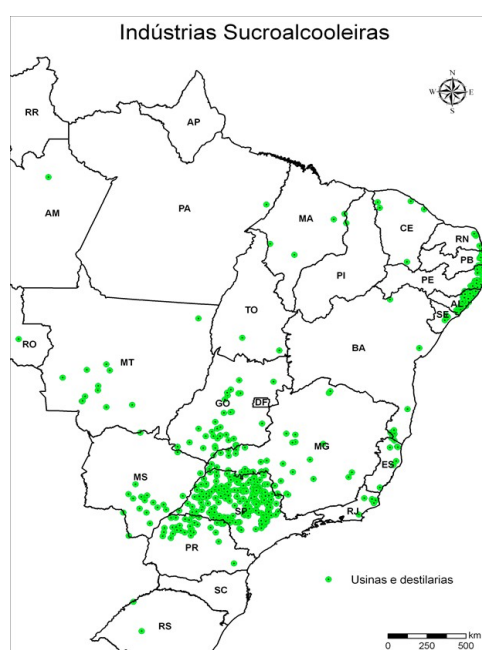 Indústrias Sucroalcooleiras
N
W E
S
RR
AP
AM
PA
MA
CE
RN
PB
PI
PE
AL
SE
TO
RO
MT
BA
GO
DF
MG
ES
MS
SP
RJ
PR
SC
RS
Usinas e destilarias
km
0 250 500